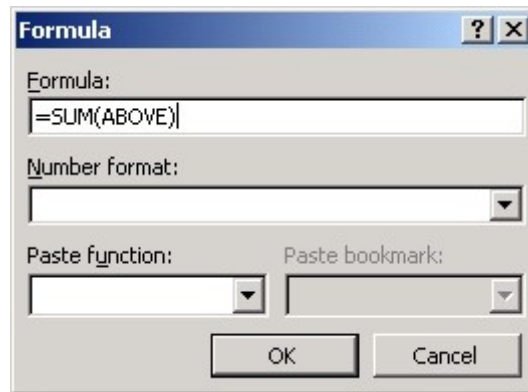 Formula
Formula:
=SUM(ABOVE)
Number format:
Paste function: Paste bookmark:
OK Cancel